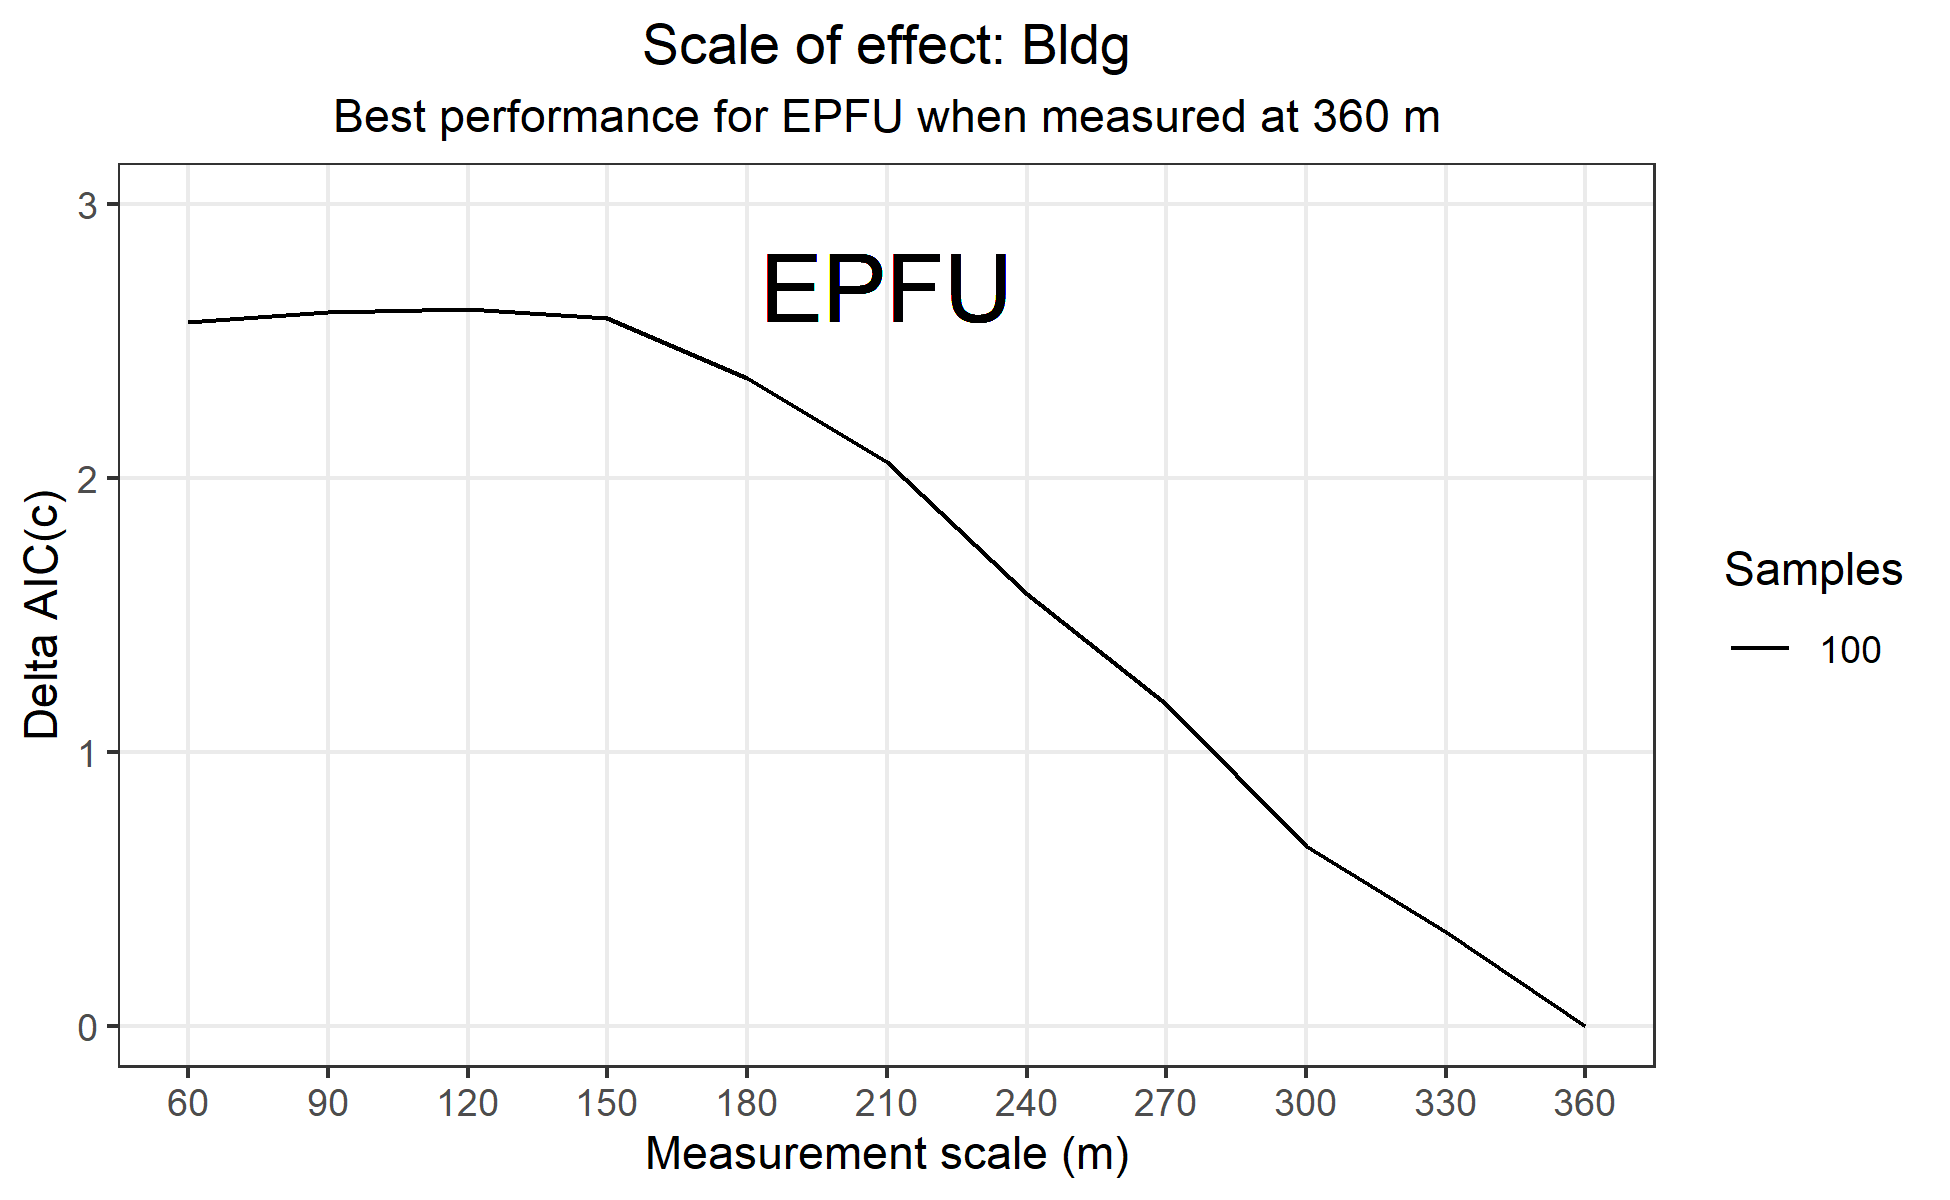 Scale of effect: Bldg
Best performance for EPFU when measured at 360 m
3
2
1
0
Delta AIC(c)
EPFU
Samples
100
60 90 120 150 180 210 240 270 300 330 360
Measurement scale (m)